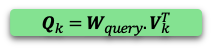 Q_k = W_query.V_k^T